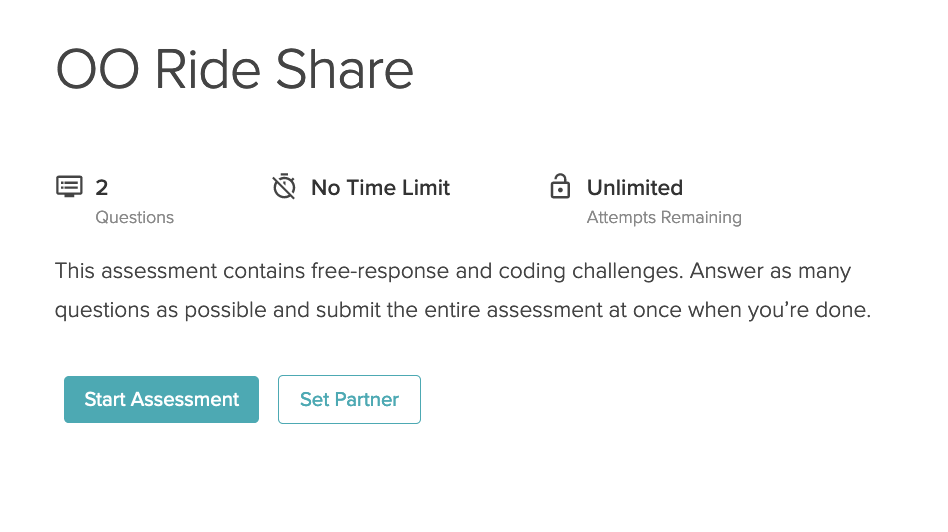 OO Ride Share
2
Questions
No Time Limit
Unlimited
Attempts Remaining
This assessment contains free-response and coding challenges. Answer as many
questions as possible and submit the entire assessment at once when you’re done.
Start Assessment
Set Partner